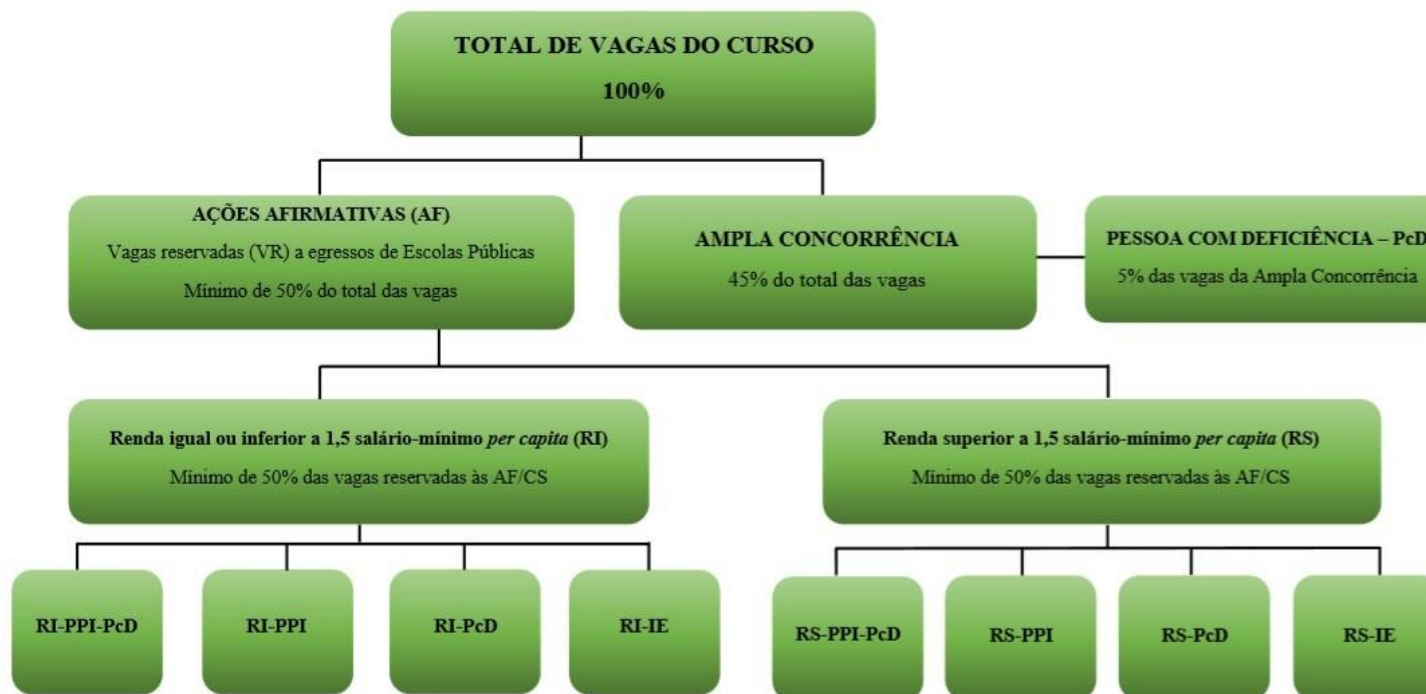 TOTAL DE VAGAS DO CURSO
100%
AÇÕES AFIRMATIVAS (AF)
Vagas reservadas (VR) a egressos de Escolas Públicas
Mínimo de 50% do total das vagas
AMPLA CONCORRÊNCIA
45% do total das vagas
PESSOA COM DEFICIÊNCIA – PcD
5% das vagas da Ampla Concorrência
Renda igual ou inferior a 1,5 salário-mínimo per capita (RI)
Mínimo de 50% das vagas reservadas às AF/CS
Renda superior a 1,5 salário-mínimo per capita (RS)
Mínimo de 50% das vagas reservadas às AF/CS
RI-PPI-PcD
RI-PPI
RI-PcD
RI-IE
RS-PPI-PcD
RS-PPI
RS-PcD
RS-IE